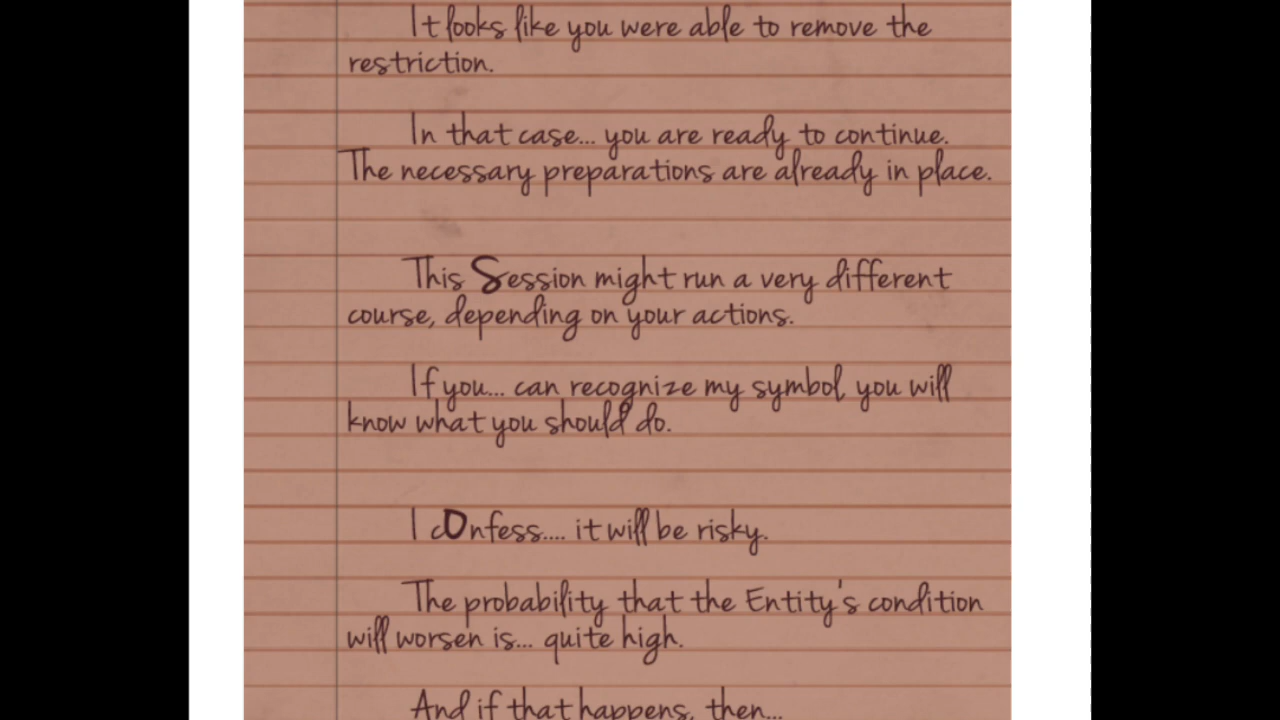 It looks like you were able to remove the
restriction.
In that case... you are ready to continue.
The necessary preparations are already in place.
This Session might run a very different
course, depending on your actions.
If you... can recognize my symbol, you will
know what you should do.
I cOnfess.... it will be risky.
The probability that the Entity's condition
will worsen is... quite high.
And if that happens, then...